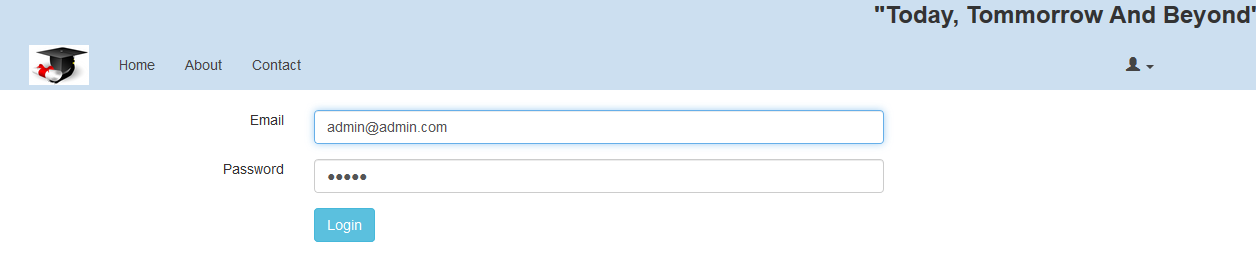 "Today, Tommorrow And Beyond"
Home About Contact
Email admin@admin.com
Password •••••
Login